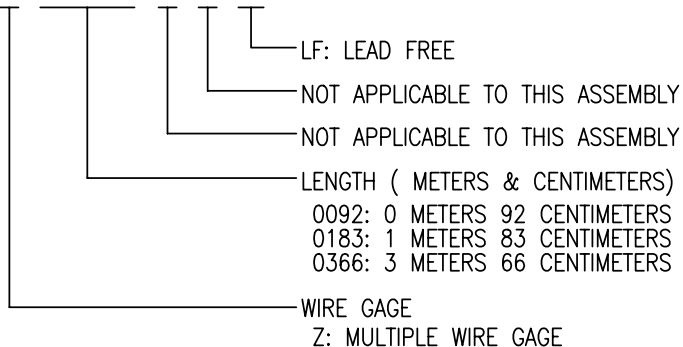 LF: LEAD FREE
NOT APPLICABLE TO THIS ASSEMBLY
NOT APPLICABLE TO THIS ASSEMBLY
LENGTH ( METERS & CENTIMETERS)
0092: 0 METERS 92 CENTIMETERS
0183: 1 METERS 83 CENTIMETERS
0366: 3 METERS 66 CENTIMETERS
WIRE GAGE
Z: MULTIPLE WIRE GAGE